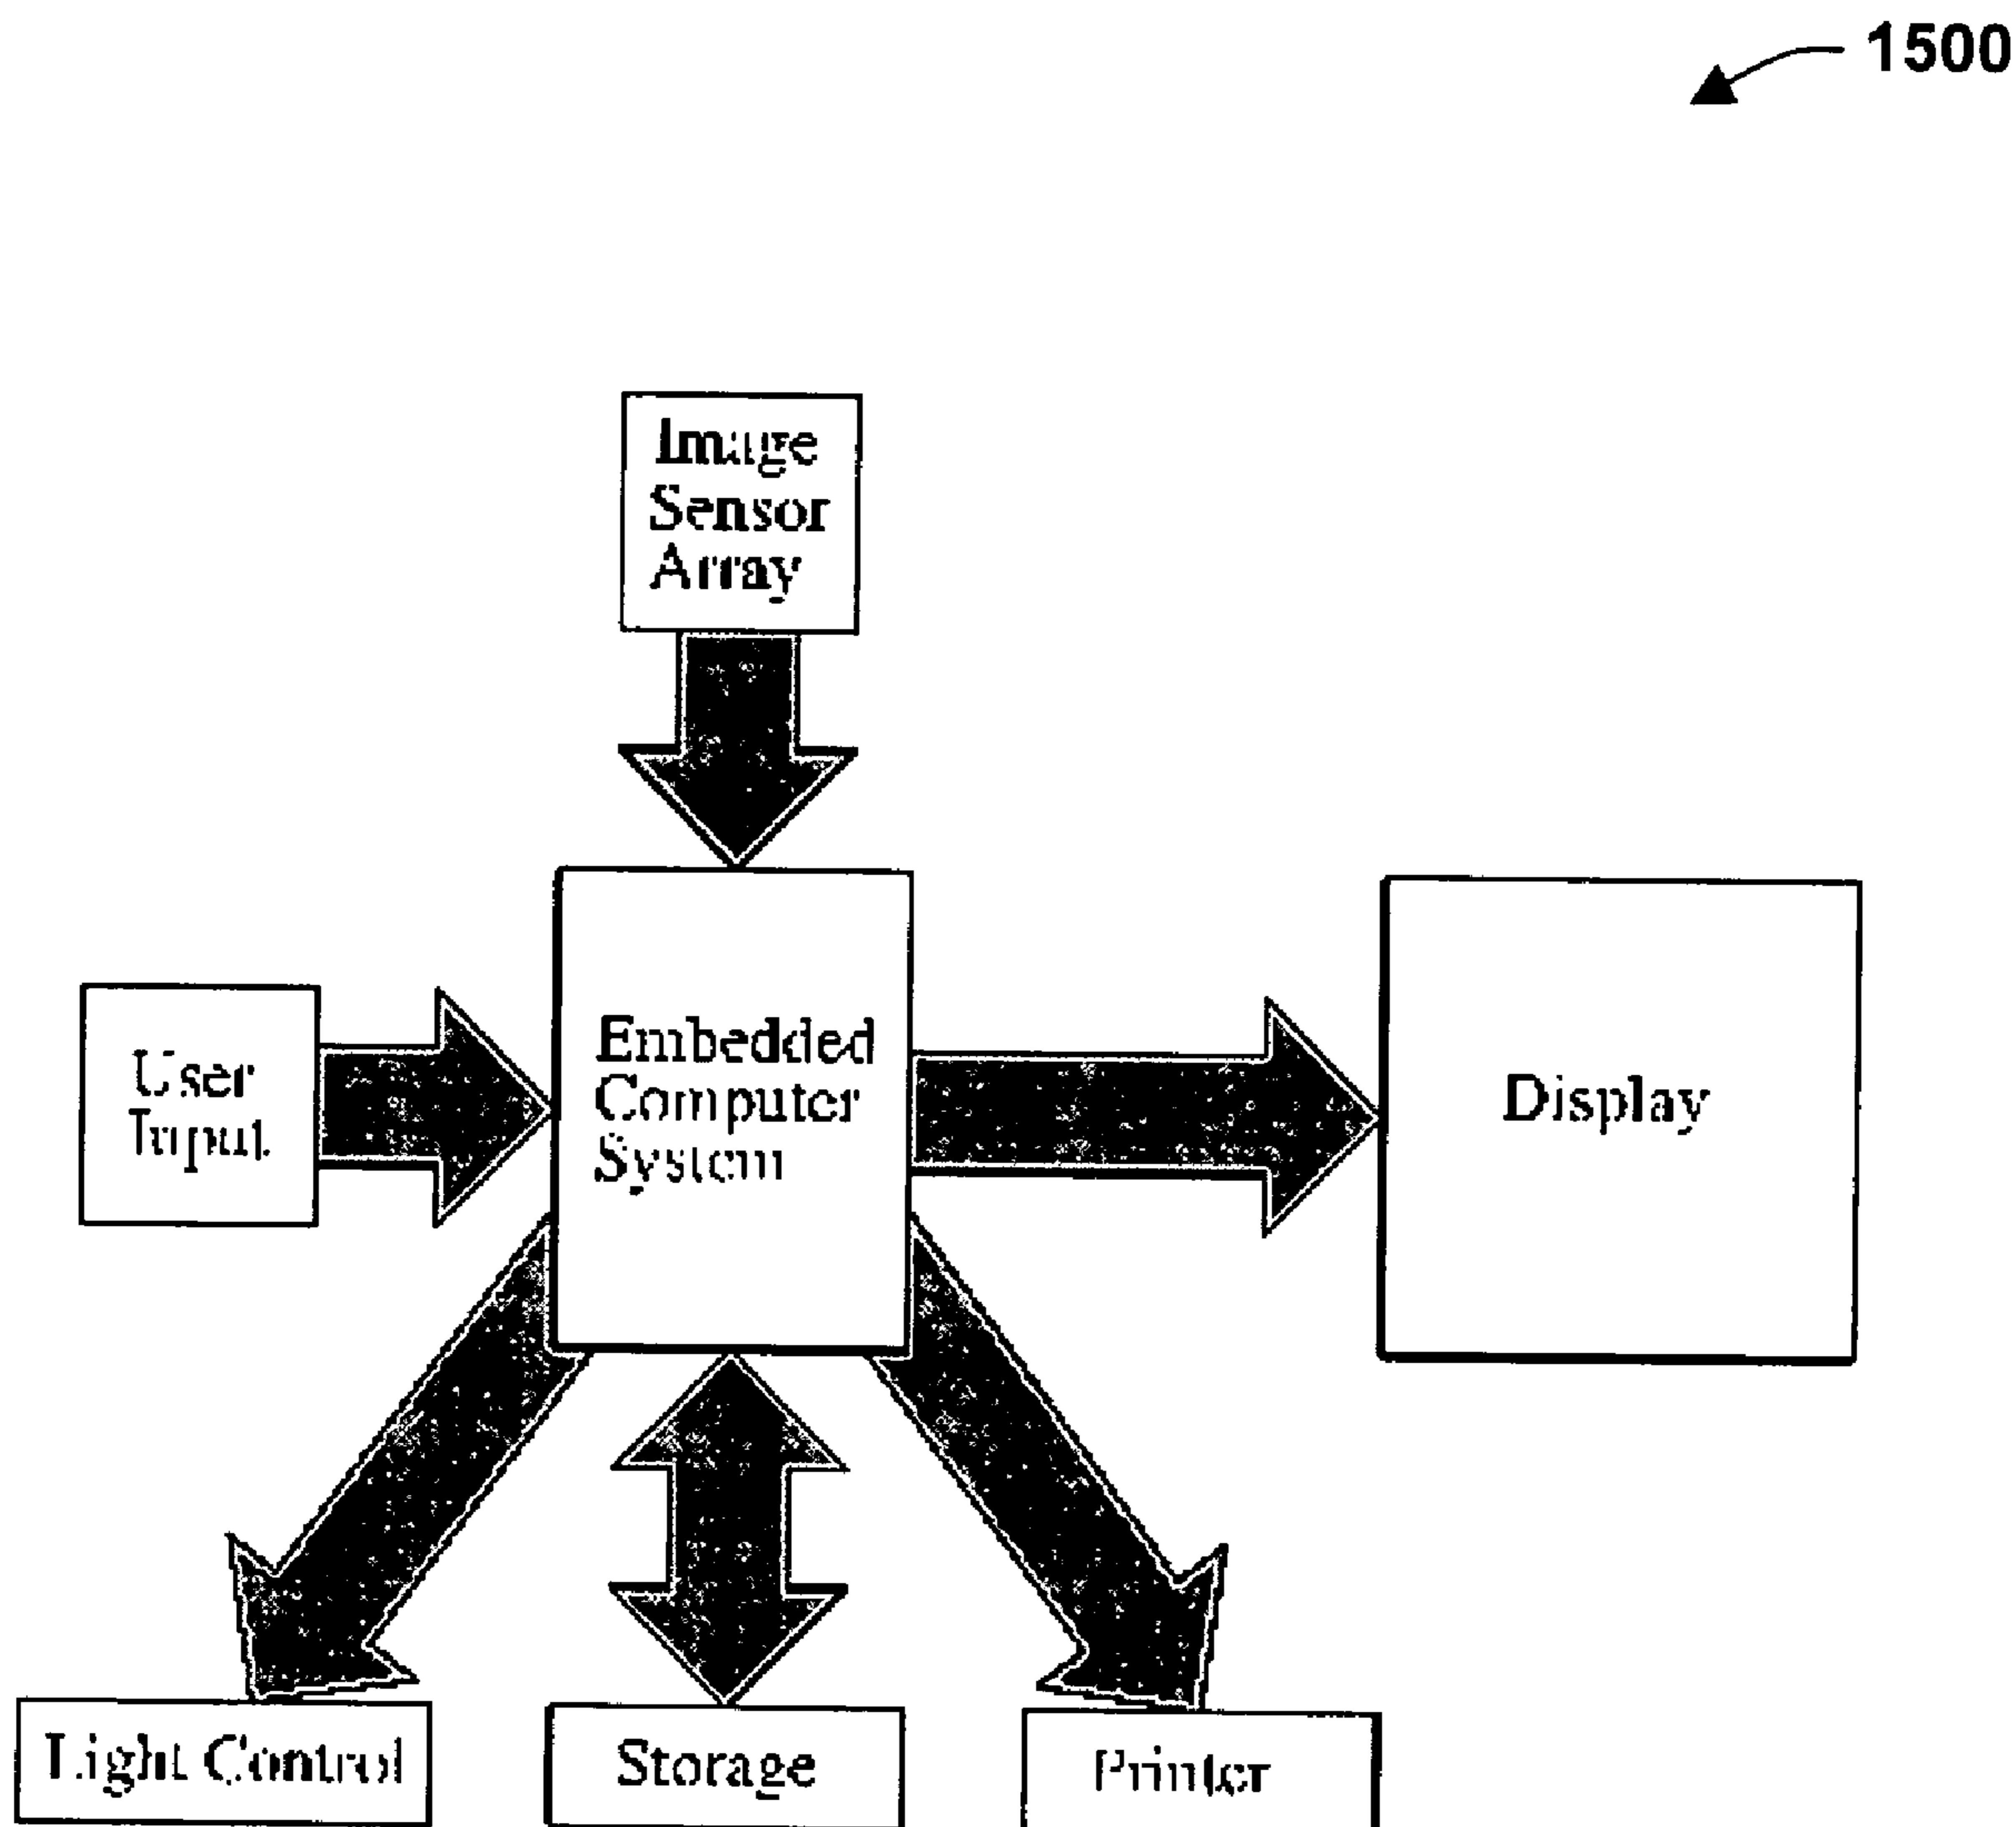 1500
Image
Sensor
Array
User
Input
Embedded
Computer
System
Display
Light Control
Storage
Printer